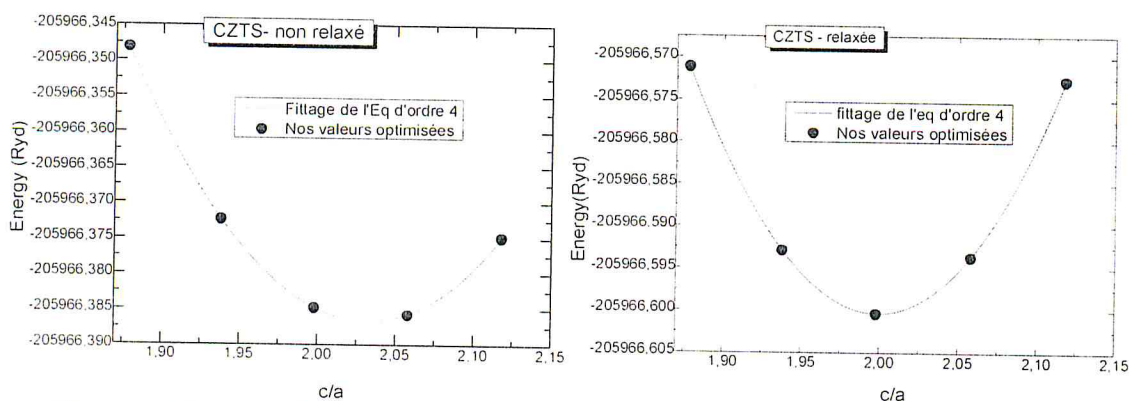 CZTS- non relaxé
Fittage de l'Eq d'ordre 4
Nos valeurs optimisées
Energy (Ryd)
-205966,345
-205966,350
-205966,355
-205966,360
-205966,365
-205966,370
-205966,375
-205966,380
-205966,385
-205966,390
1,90 1,95 2,00 2,05 2,10 2,15
c/a
CZTS - relaxée
fittage de l'eq d'ordre 4
Nos valeurs optimisées
Energy(Ryd)
-205966,570
-205966,575
-205966,580
-205966,585
-205966,590
-205966,595
-205966,600
-205966,605
1,90 1,95 2,00 2,05 2,10 2,15
c/a